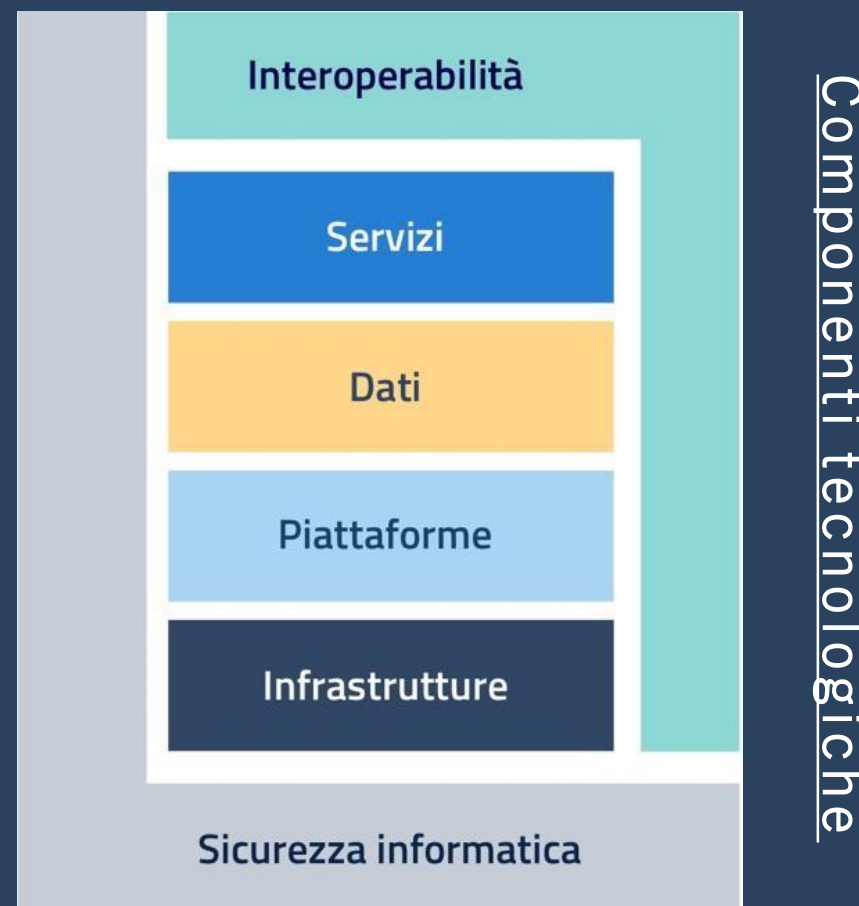 Interoperabilità
Servizi
Dati
Piattaforme
Infrastrutture
Sicurezza informatica
Componenti tecnologiche